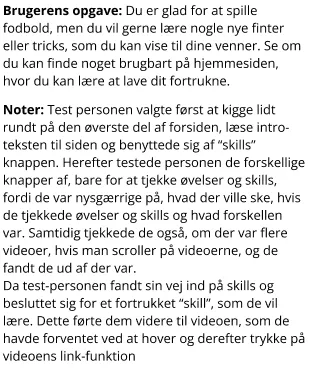 Brugerens opgave: Du er glad for at spille
fodbold, men du vil gerne lære nogle nye finter
eller tricks, som du kan vise til dine venner. Se om
du kan finde noget brugbart på hjemmesiden,
hvor du kan lære at lave dit fortrukne.
Noter: Test personen valgte først at kigge lidt
rundt på den øverste del af forsiden, læse intro-
teksten til siden og benyttede sig af “skills”
knappen. Herefter testede personen de forskellige
knapper af, bare for at tjekke øvelser og skills,
fordi de var nysgærrige på, hvad der ville ske, hvis
de tjekkede øvelser og skills og hvad forskellen
var. Samtidig tjekkede de også, om der var flere
videoer, hvis man scroller på videoerne, og de
fandt de ud af der var.
Da test-personen fandt sin vej ind på skills og
besluttet sig for et fortrukket “skill”, som de vil
lære. Dette førte dem videre til videoen, som de
havde forventet ved at hover og derefter trykke på
videoens link-funktion